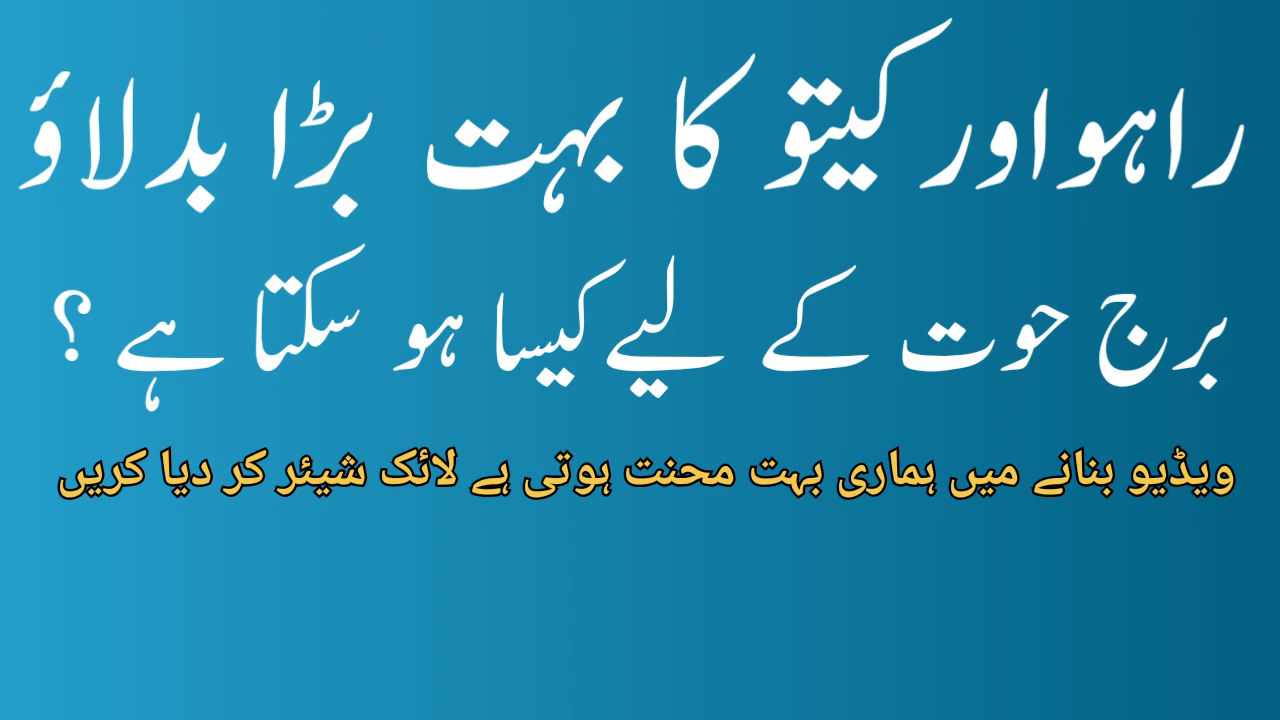 راہو اور کیتو کا بہت بڑا بدلاؤ
برج حوت کے لیے کیسا ہو سکتا ہے ؟
ویڈیو بنانے میں ہماری بہت محنت ہوتی ہے لائک شیئر کر دیا کریں